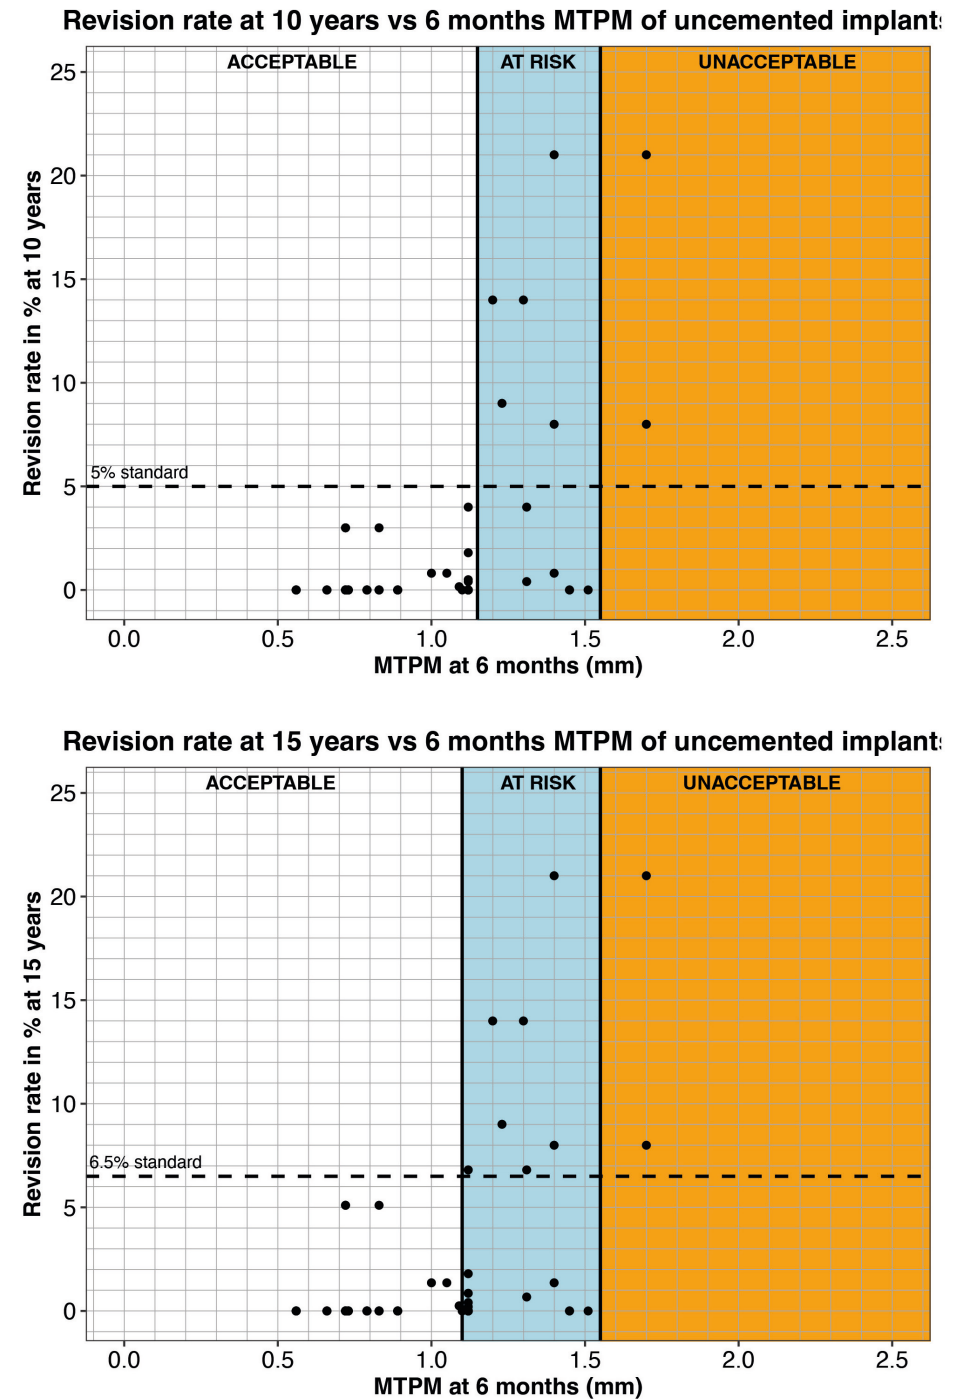 Revision rate at 10 years vs 6 months MTPM of uncemented implants
ACCEPTABLE AT RISK UNACCEPTABLE
25
20
15
10
5
0
5% standard
Revision rate in % at 10 years
0.0 0.5 1.0 1.5 2.0 2.5
MTPM at 6 months (mm)
Revision rate at 15 years vs 6 months MTPM of uncemented implants
ACCEPTABLE AT RISK UNACCEPTABLE
25
20
15
10
5
0
6.5% standard
Revision rate in % at 15 years
0.0 0.5 1.0 1.5 2.0 2.5
MTPM at 6 months (mm)